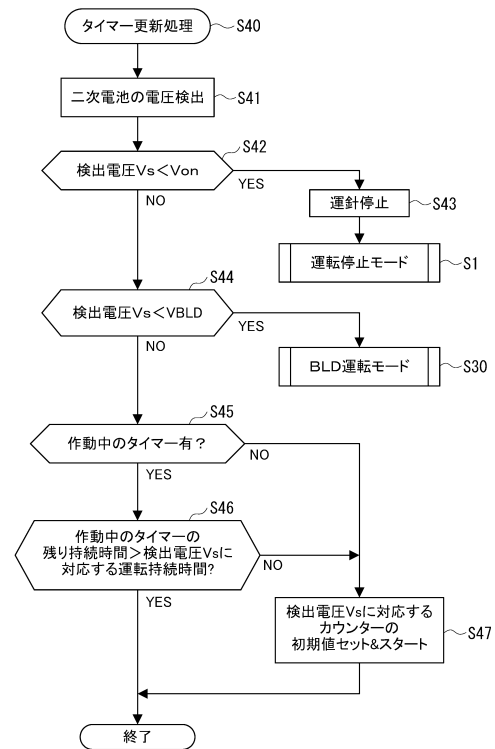 タイマー更新処理
S40
二次電池の電圧検出
S41
検出電圧Vs<Von
S42
YES
NO
運針停止
S43
運転停止モード
S1
検出電圧Vs<VBLD
S44
YES
NO
BLD運転モード
S30
作動中のタイマー有?
S45
NO
YES
作動中のタイマーの
残り持続時間>検出電圧Vsに
対応する運転持続時間?
S46
NO
YES
検出電圧Vsに対応する
カウンターの
初期値セット&スタート
S47
終了